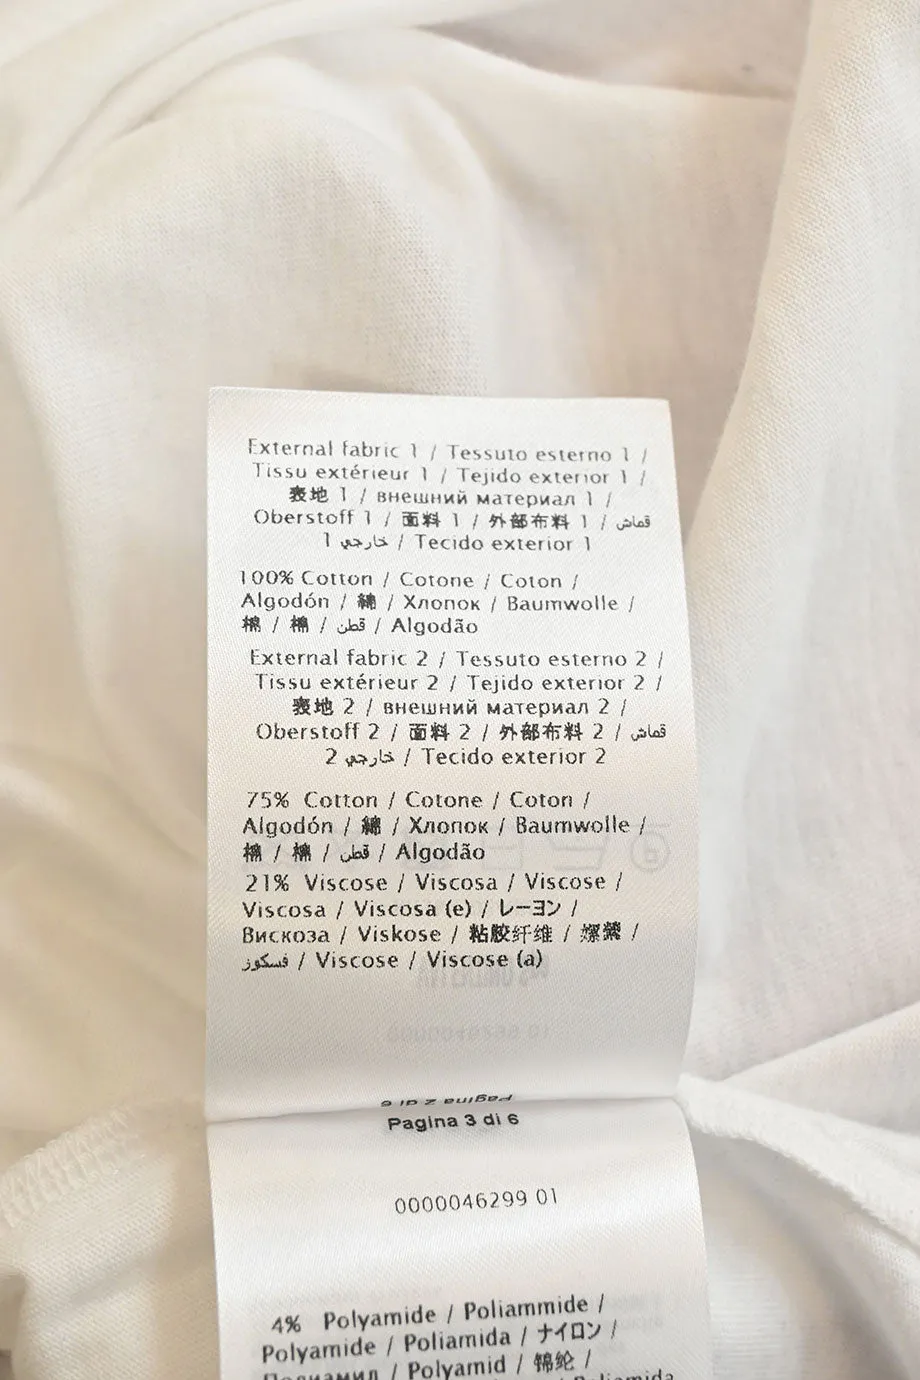 External fabric 1 / Tessuto esterno 1 /
Tissu extérieur 1 / Tejido exterior 1 /
表地 1 / внешний материал 1 /
Oberstoff 1 / 面料 1 / 外部布料 1 / قماش
خارجي 1 / Tecido exterior 1
100% Cotton / Cotone / Coton /
Algodón / 綿 / Хлопок / Baumwolle /
棉 / 棉 / قطن / Algodão
External fabric 2 / Tessuto esterno 2 /
Tissu extérieur 2 / Tejido exterior 2 /
表地 2 / внешний материал 2 /
Oberstoff 2 / 面料 2 / 外部布料 2 / قماش
خارجي 2 / Tecido exterior 2
75% Cotton / Cotone / Coton /
Algodón / 綿 / Хлопок / Baumwolle /
棉 / 棉 / قطن / Algodão
21% Viscose / Viscosa / Viscose /
Viscosa / Viscosa (e) / レーヨン /
Вискоза / Viskose / 粘胶纤维 / 嫘縈 /
فسكوز / Viscose / Viscose (a)
Pagina 2 di 6
Pagina 3 di 6
0000046299 01
4% Polyamide / Poliammide /
Polyamide / Poliamida / ナイロン /
Полиамид / Polyamid / 锦纶 /
Poliamida